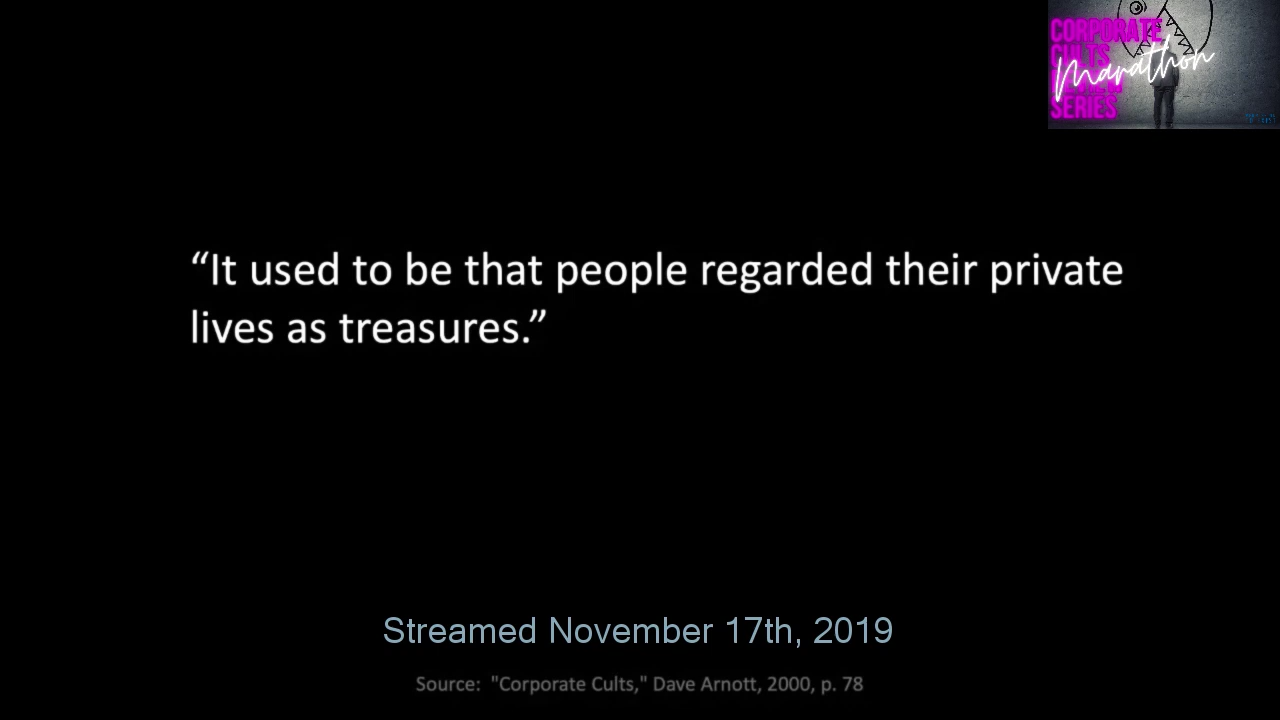 CORPORATE
CULTS
Marathon
SERIES
“It used to be that people regarded their private
lives as treasures.”
Streamed November 17th, 2019
Source:  "Corporate Cults," Dave Arnott, 2000, p. 78